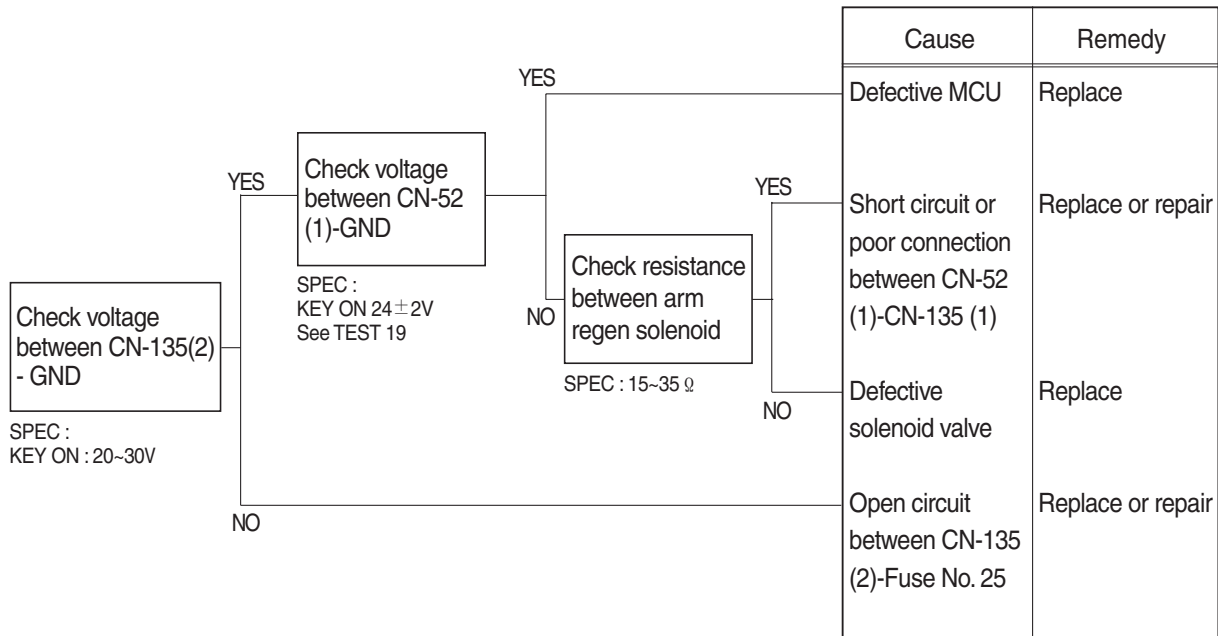 Cause
Remedy
YES
Defective MCU
Replace
Check voltage
between CN-52
(1)-GND
YES
YES
Short circuit or
poor connection
between CN-52
(1)-CN-135 (1)
Replace or repair
SPEC :
KEY ON 24±2V
See TEST 19
NO
Check resistance
between arm
regen solenoid
SPEC : 15~35 Ω
Check voltage
between CN-135(2)
- GND
SPEC :
KEY ON : 20~30V
NO
Defective
solenoid valve
Replace
NO
Open circuit
between CN-135
(2)-Fuse No. 25
Replace or repair